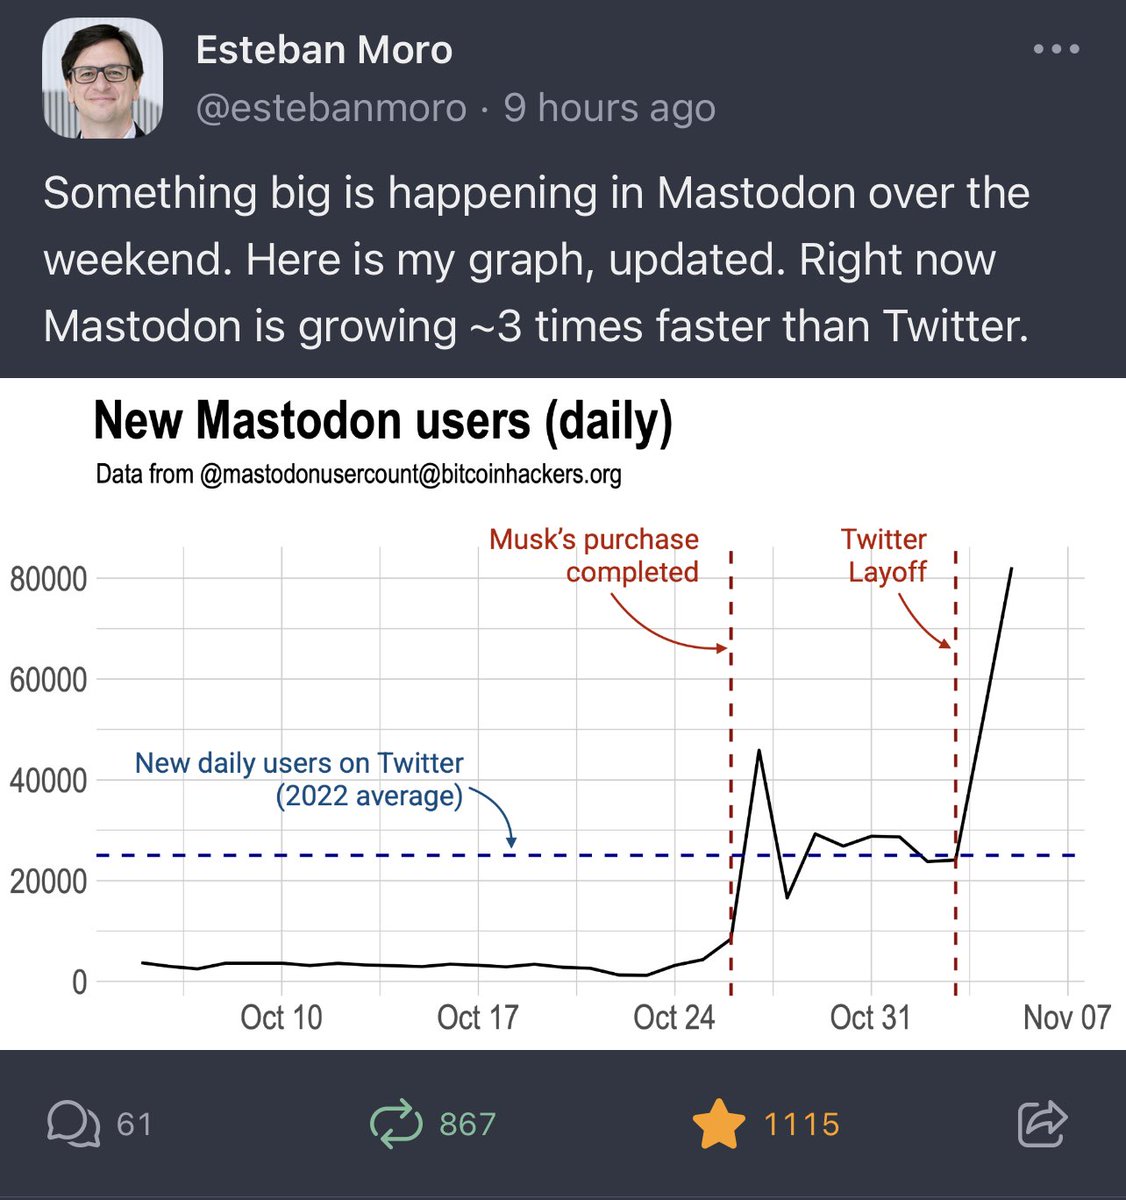 Esteban Moro
@estebanmoro · 9 hours ago
Something big is happening in Mastodon over the
weekend. Here is my graph, updated. Right now
Mastodon is growing ~3 times faster than Twitter.
New Mastodon users (daily)
Data from @mastodonusercount@bitcoinhackers.org
Musk's purchase
completed
Twitter
Layoff
New daily users on Twitter
(2022 average)
80000
60000
40000
20000
0
Oct 10
Oct 17
Oct 24
Oct 31
Nov 07
61
867
1115